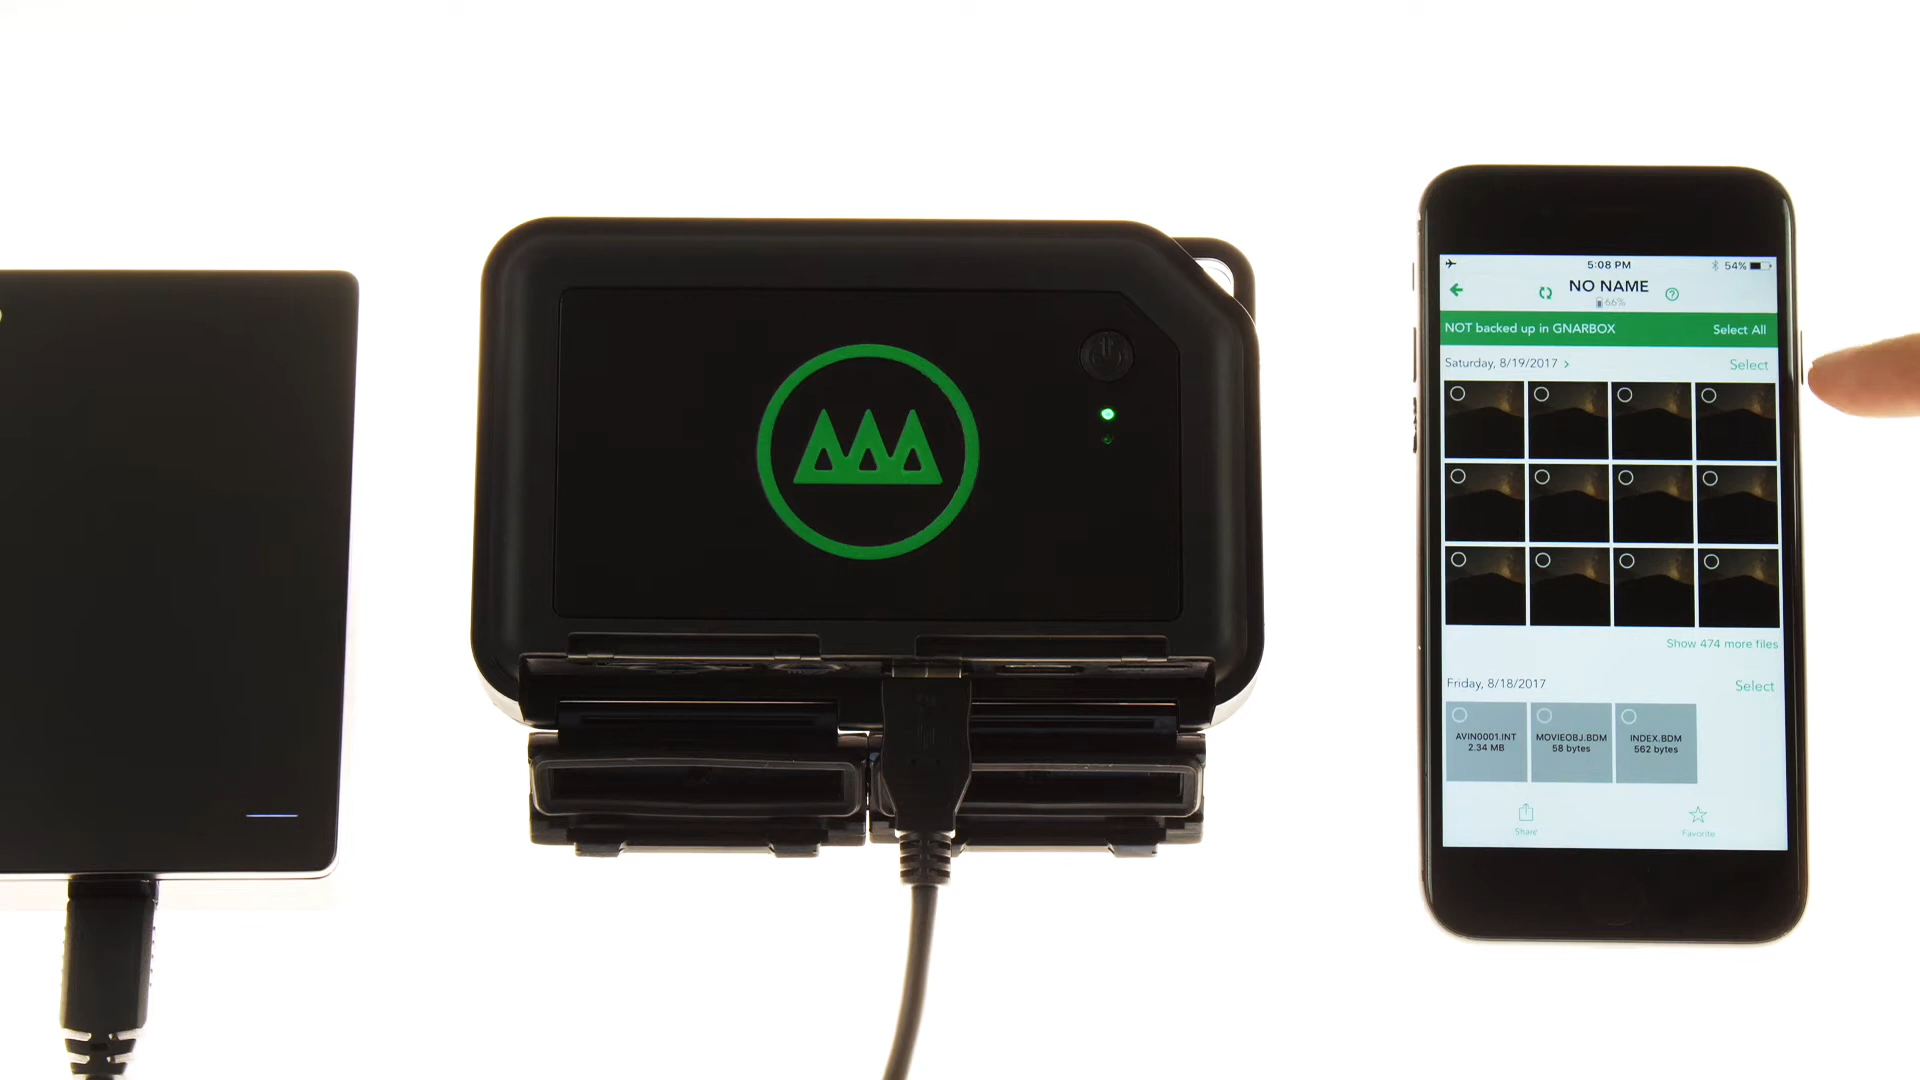 5:08 PM
54%
NO NAME
66%
NOT backed up in GNARBOX
Select All
Saturday, 8/19/2017 >
Select
Show 474 more files
Friday, 8/18/2017
Select
AVIN0001.INT
2.34 MB
MOVIEOBJ.BDM
58 bytes
INDEX.BDM
562 bytes
Share
Favorite